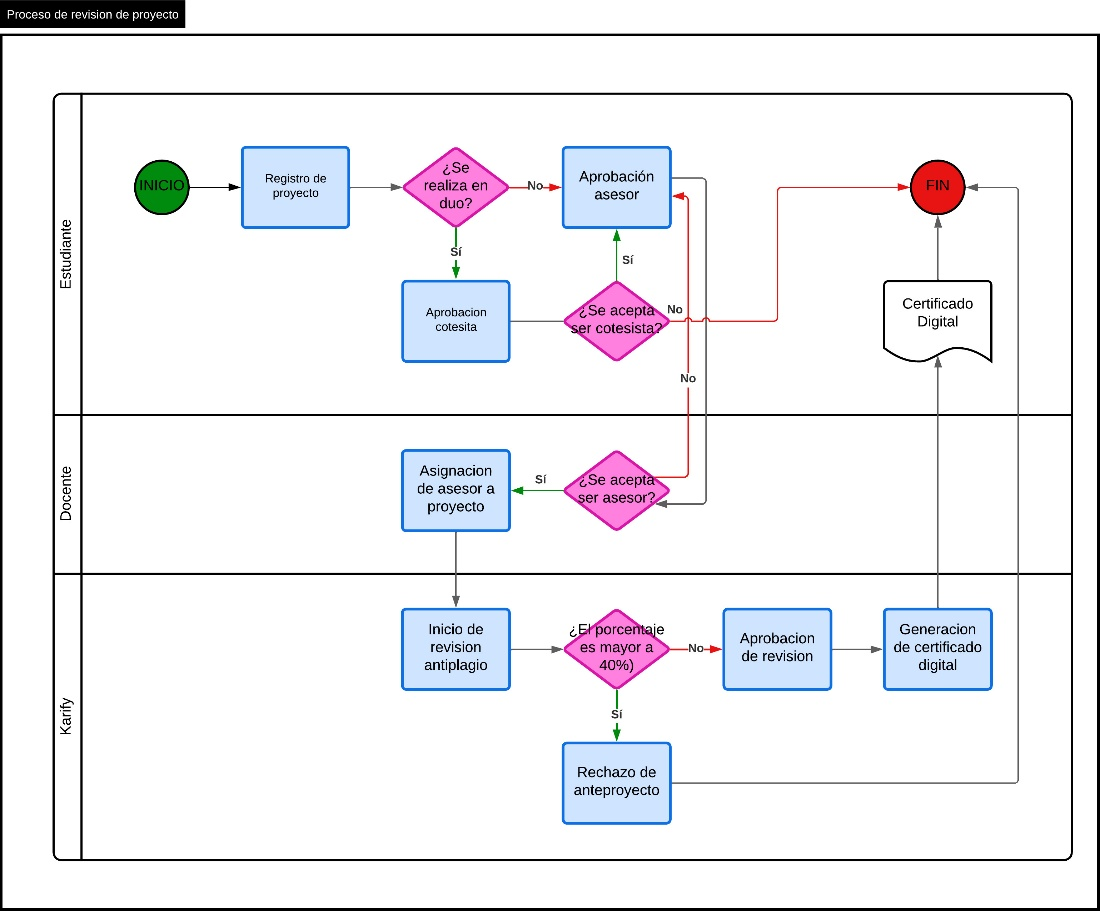 Proceso de revision de proyecto
Estudiante
INICIO
Registro de
proyecto
¿Se
realiza en
duo?
No
Aprobación
asesor
FIN
Sí
Sí
Aprobacion
cotesita
¿Se acepta
ser cotesista?
No
Certificado
Digital
No
Docente
Asignacion
de asesor a
proyecto
Sí
¿Se acepta
ser asesor?
Karify
Inicio de
revision
antiplagio
¿El porcentaje
es mayor a
40%)
No
Aprobacion
de revision
Generacion
de certificado
digital
Sí
Rechazo de
anteproyecto